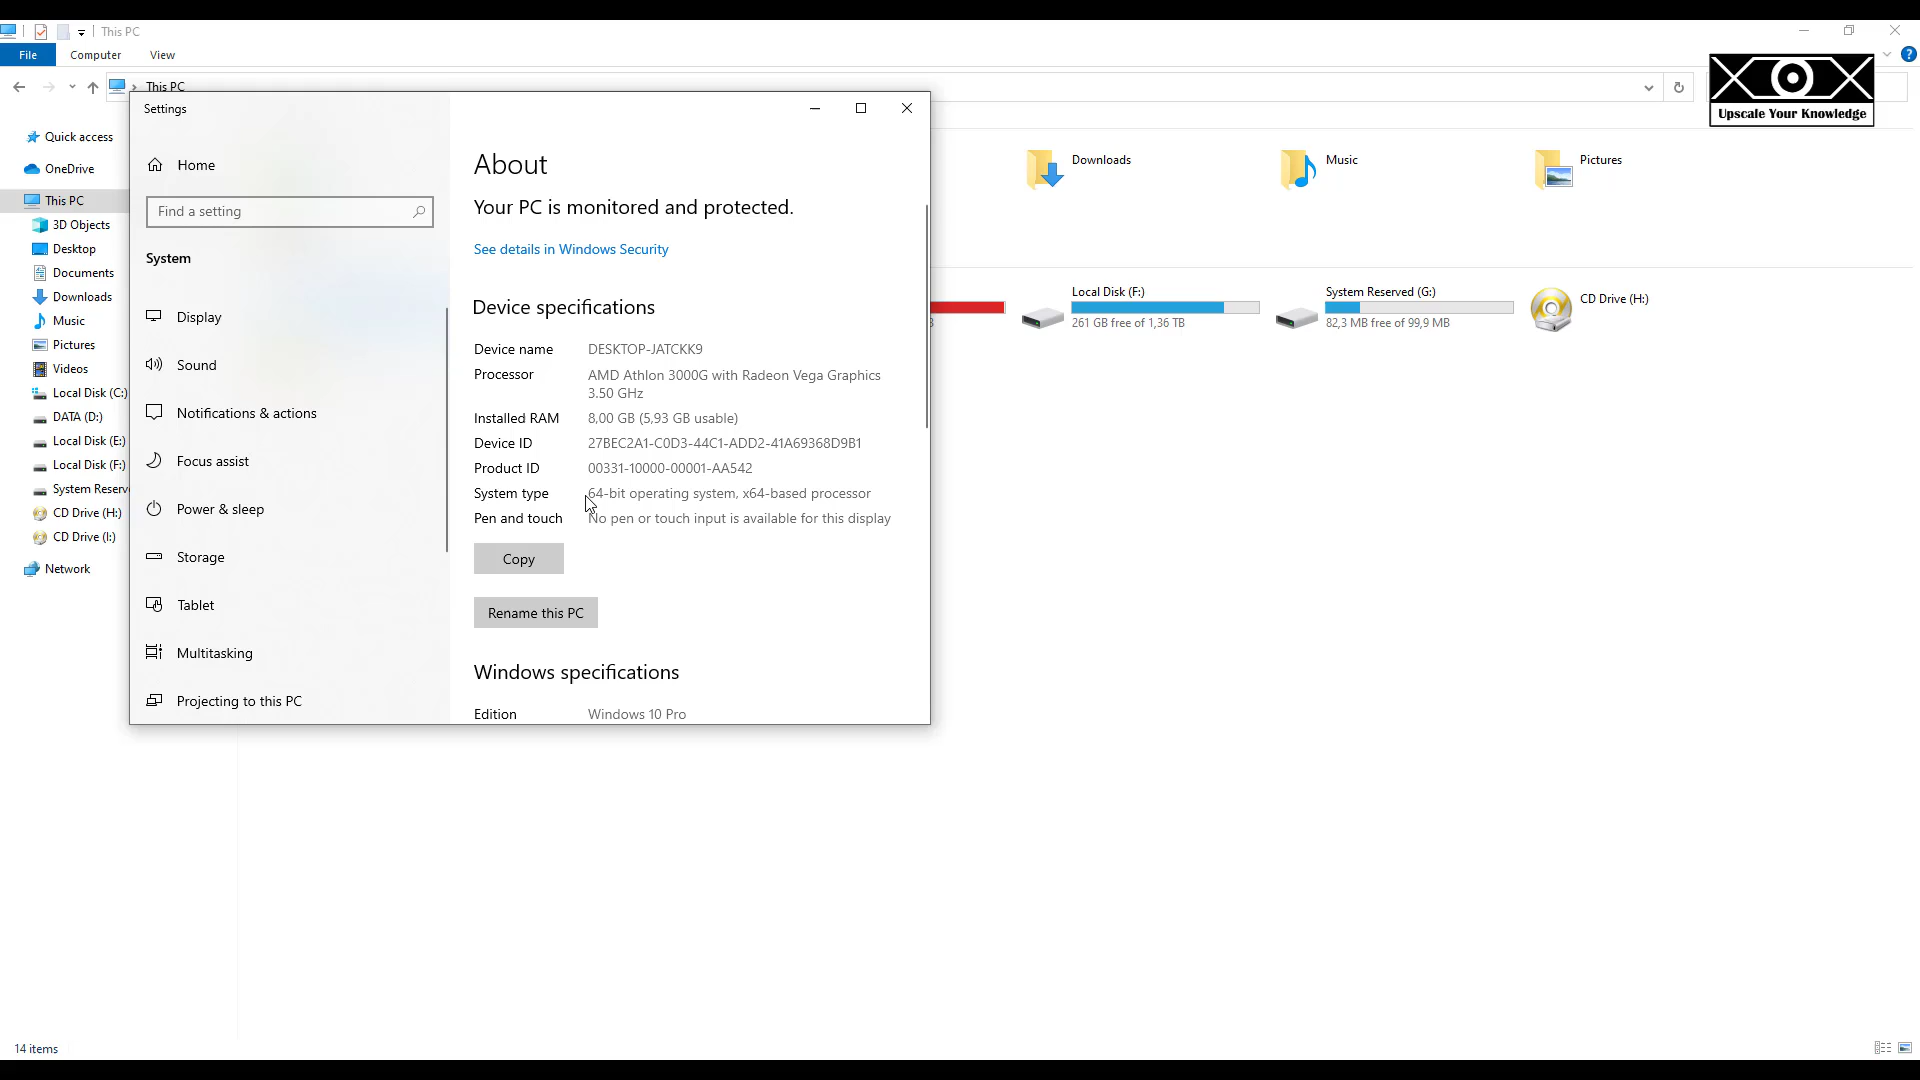 This PC
File
Computer
View
This PC
Upscale Your Knowledge
Quick access
OneDrive
This PC
3D Objects
Desktop
Documents
Downloads
Music
Pictures
Videos
Local Disk (C:)
DATA (D:)
Local Disk (E:)
Local Disk (F:)
System Reserv
CD Drive (H:)
CD Drive (I:)
Network
Settings
Home
Find a setting
System
Display
Sound
Notifications & actions
Focus assist
Power & sleep
Storage
Tablet
Multitasking
Projecting to this PC
About
Your PC is monitored and protected.
See details in Windows Security
Device specifications
Device name DESKTOP-JATCKK9
Processor AMD Athlon 3000G with Radeon Vega Graphics
3.50 GHz
Installed RAM 8,00 GB (5,93 GB usable)
Device ID 27BEC2A1-C0D3-44C1-ADD2-41A69368D9B1
Product ID 00331-10000-00001-AA542
System type 64-bit operating system, x64-based processor
Pen and touch No pen or touch input is available for this display
Copy
Rename this PC
Windows specifications
Edition Windows 10 Pro
Downloads
Music
Pictures
Local Disk (F:)
261 GB free of 1,36 TB
System Reserved (G:)
82,3 MB free of 99,9 MB
CD Drive (H:)
14 items